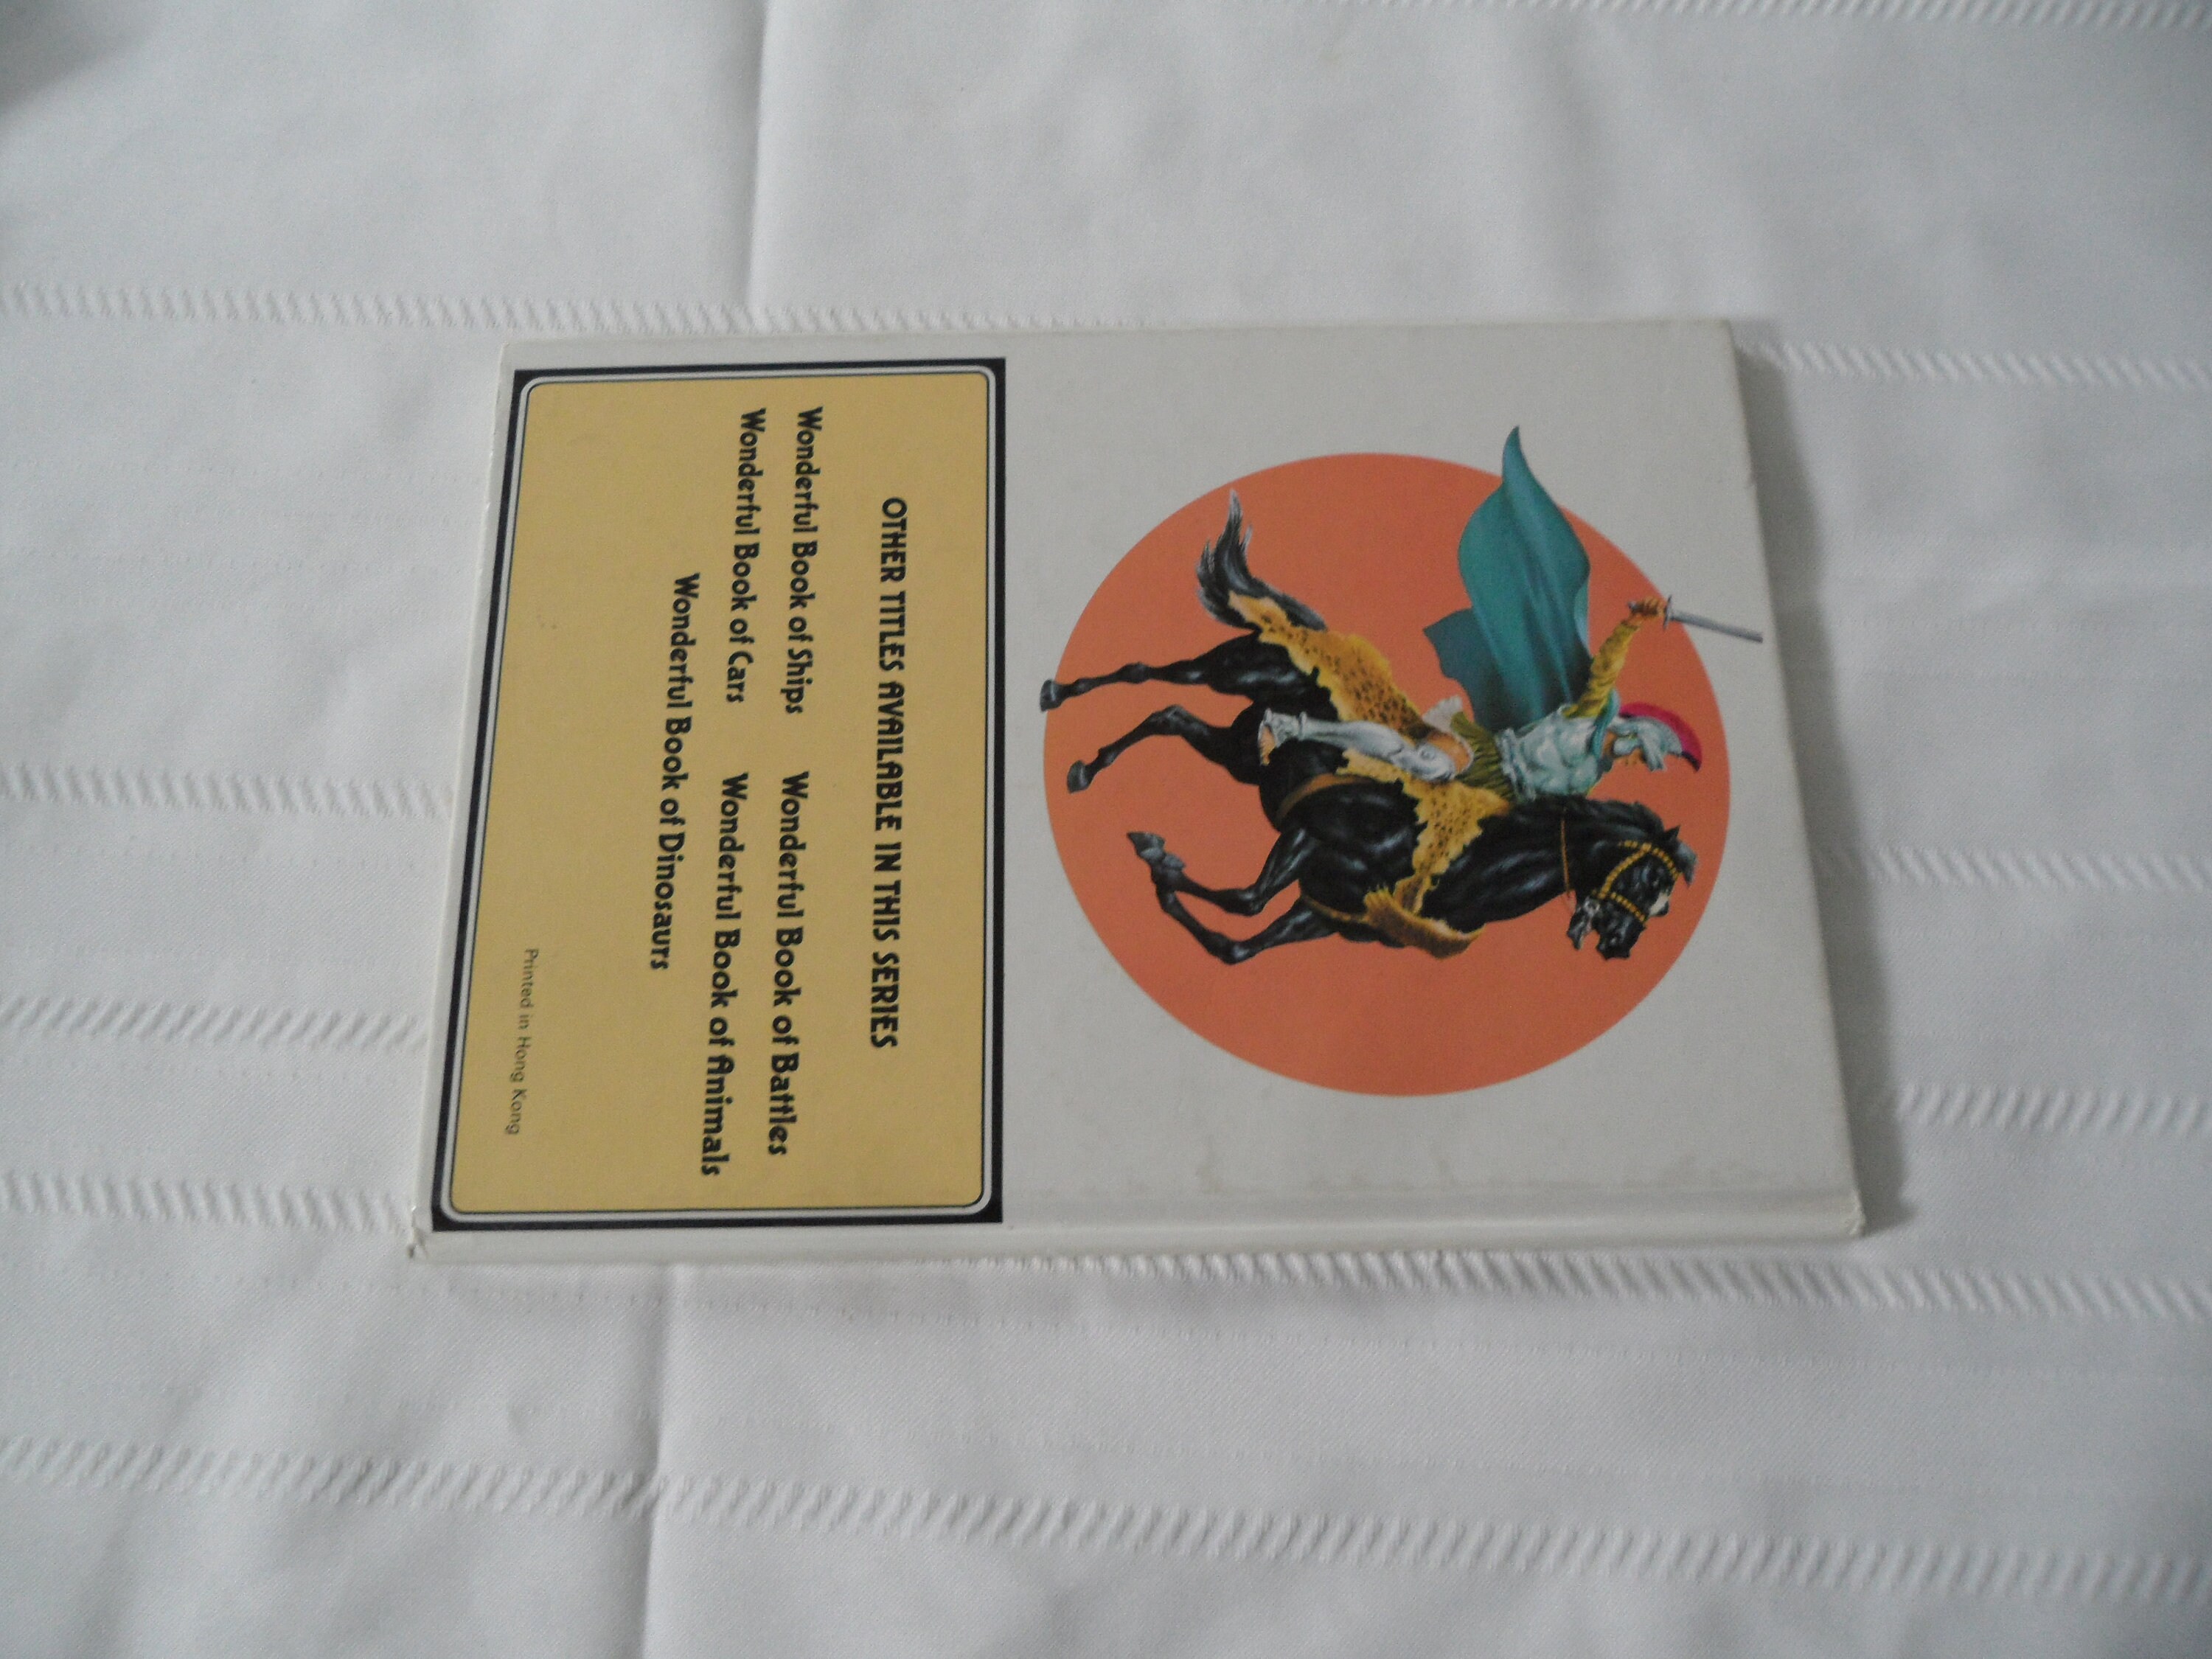 OTHER TITLES AVAILABLE IN THIS SERIES
Wonderful Book of Ships Wonderful Book of Battles
Wonderful Book of Cars Wonderful Book of Animals
Wonderful Book of Dinosaurs
Printed in Hong Kong